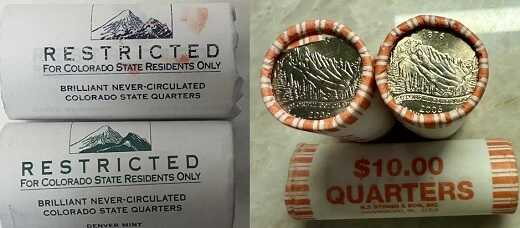 RESTRICTED
FOR COLORADO STATE RESIDENTS ONLY
BRILLIANT NEVER-CIRCULATED
COLORADO STATE QUARTERS
RESTRICTED
FOR COLORADO STATE RESIDENTS ONLY
BRILLIANT NEVER-CIRCULATED
COLORADO STATE QUARTERS
DENVER MINT
2006
$10.00
QUARTERS